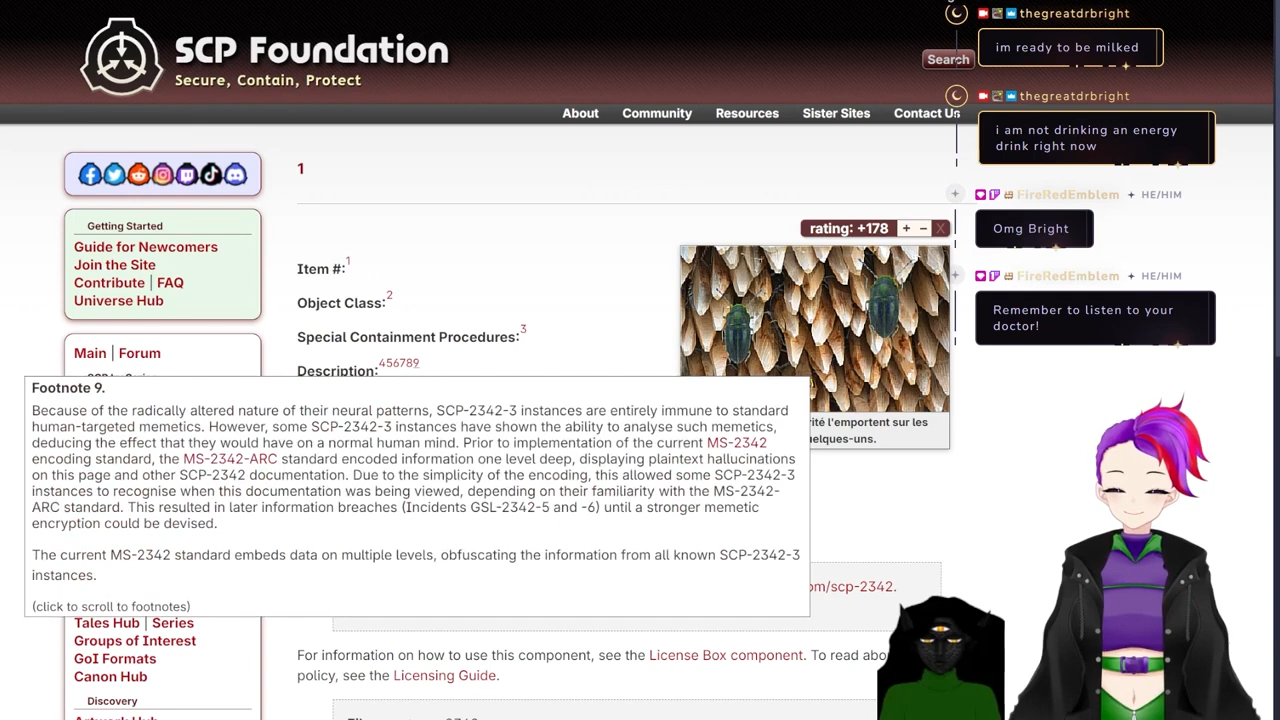 SCP Foundation
Secure, Contain, Protect
Search
About
Community
Resources
Sister Sites
Contact Us
1
rating: +178 + − X
Getting Started
Guide for Newcomers
Join the Site
Contribute | FAQ
Universe Hub
Main | Forum
Item #:1
Object Class:2
Special Containment Procedures:3
Description:456789
rité l'emportent sur les
uelques-uns.
Footnote 9.
Because of the radically altered nature of their neural patterns, SCP-2342-3 instances are entirely immune to standard
human-targeted memetics. However, some SCP-2342-3 instances have shown the ability to analyse such memetics,
deducing the effect that they would have on a normal human mind. Prior to implementation of the current MS-2342
encoding standard, the MS-2342-ARC standard encoded information one level deep, displaying plaintext hallucinations
on this page and other SCP-2342 documentation. Due to the simplicity of the encoding, this allowed some SCP-2342-3
instances to recognise when this documentation was being viewed, depending on their familiarity with the MS-2342-
ARC standard. This resulted in later information breaches (Incidents GSL-2342-5 and -6) until a stronger memetic
encryption could be devised.
The current MS-2342 standard embeds data on multiple levels, obfuscating the information from all known SCP-2342-3
instances.
(click to scroll to footnotes)
om/scp-2342.
Tales Hub | Series
Groups of Interest
GoI Formats
Canon Hub
Discovery
For information on how to use this component, see the License Box component. To read abo
policy, see the Licensing Guide.
thegreatdrbright
im ready to be milked
thegreatdrbright
i am not drinking an energy
drink right now
FireRedEmblem HE/HIM
Omg Bright
FireRedEmblem HE/HIM
Remember to listen to your
doctor!